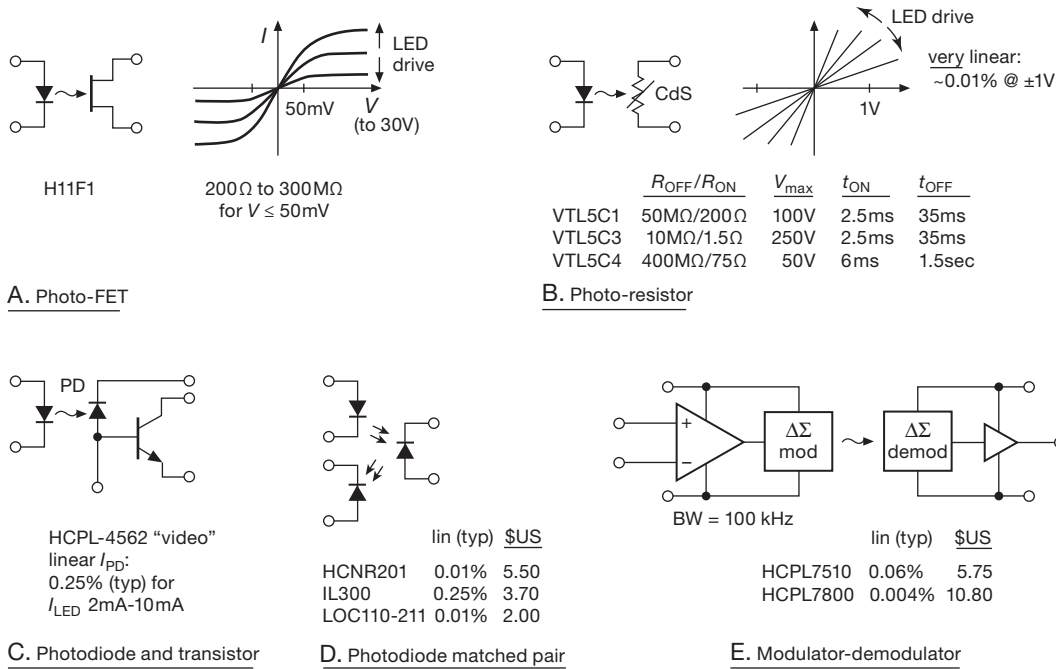 I
LED
drive
50mV
V
(to 30V)
H11F1
200Ω to 300MΩ
for V ≤ 50mV
A. Photo-FET
LED drive
very linear:
~0.01% @ ±1V
CdS
1V
R_OFF/R_ON V_max t_ON t_OFF
VTL5C1 50MΩ/200Ω 100V 2.5ms 35ms
VTL5C3 10MΩ/1.5Ω 250V 2.5ms 35ms
VTL5C4 400MΩ/75Ω 50V 6ms 1.5sec
B. Photo-resistor
PD
HCPL-4562 “video”
linear I_PD:
0.25% (typ) for
I_LED 2mA-10mA
C. Photodiode and transistor
lin (typ) $US
HCNR201 0.01% 5.50
IL300 0.25% 3.70
LOC110-211 0.01% 2.00
D. Photodiode matched pair
+
−
ΔΣ
mod
ΔΣ
demod
BW = 100 kHz
lin (typ) $US
HCPL7510 0.06% 5.75
HCPL7800 0.004% 10.80
E. Modulator-demodulator